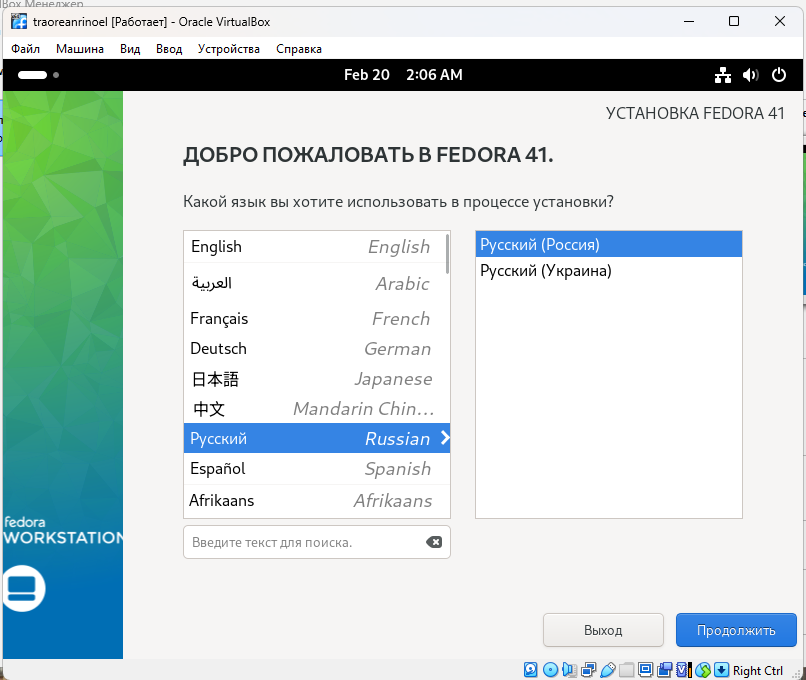 Box Менеджер
traoreanrinoel [Работает] - Oracle VirtualBox
Файл Машина Вид Ввод Устройства Справка
Feb 20 2:06 AM
УСТАНОВКА FEDORA 41
ДОБРО ПОЖАЛОВАТЬ В FEDORA 41.
Какой язык вы хотите использовать в процессе установки?
English English
العربية Arabic
Français French
Deutsch German
日本語 Japanese
中文 Mandarin Chin...
Русский Russian
Español Spanish
Afrikaans Afrikaans
Русский (Россия)
Русский (Украина)
Введите текст для поиска.
fedora
WORKSTATION
Выход Продолжить
Right Ctrl